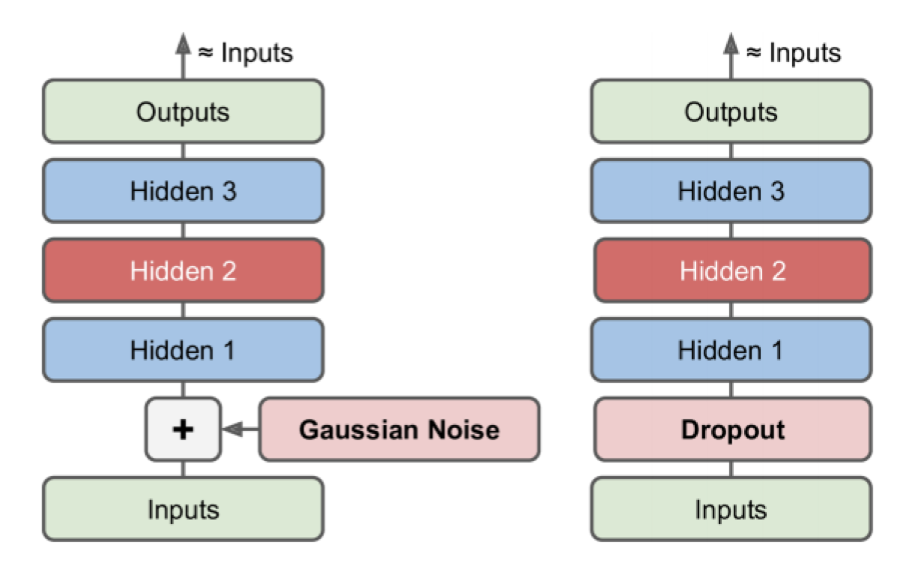 ≈ Inputs
Outputs
Hidden 3
Hidden 2
Hidden 1
+
Gaussian Noise
Inputs
≈ Inputs
Outputs
Hidden 3
Hidden 2
Hidden 1
Dropout
Inputs